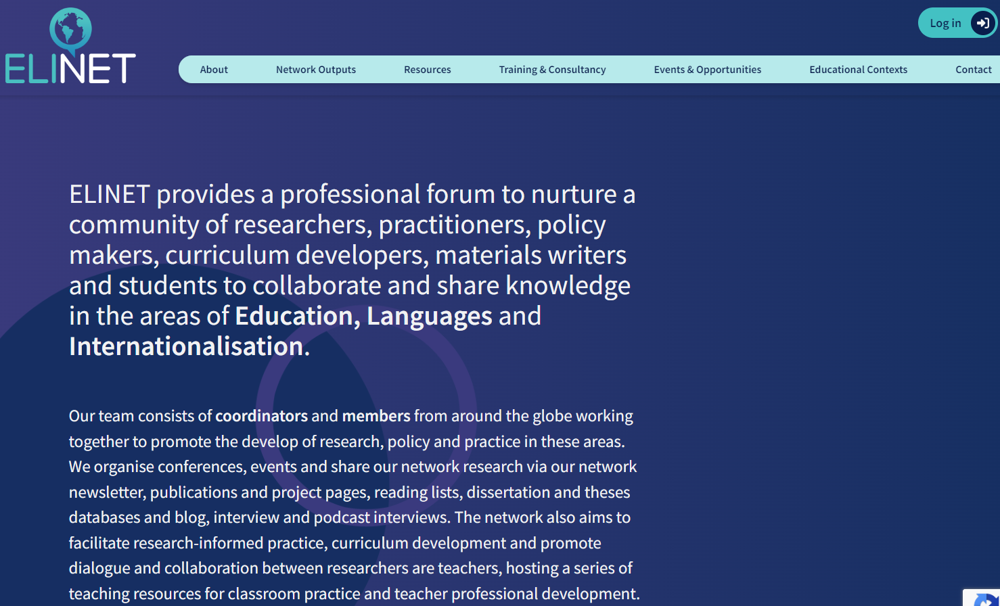 Log in
ELINET
About Network Outputs Resources Training & Consultancy Events & Opportunities Educational Contexts Contact
ELINET provides a professional forum to nurture a
community of researchers, practitioners, policy
makers, curriculum developers, materials writers
and students to collaborate and share knowledge
in the areas of Education, Languages and
Internationalisation.
Our team consists of coordinators and members from around the globe working
together to promote the develop of research, policy and practice in these areas.
We organise conferences, events and share our network research via our network
newsletter, publications and project pages, reading lists, dissertation and theses
databases and blog, interview and podcast interviews. The network also aims to
facilitate research-informed practice, curriculum development and promote
dialogue and collaboration between researchers are teachers, hosting a series of
teaching resources for classroom practice and teacher professional development.